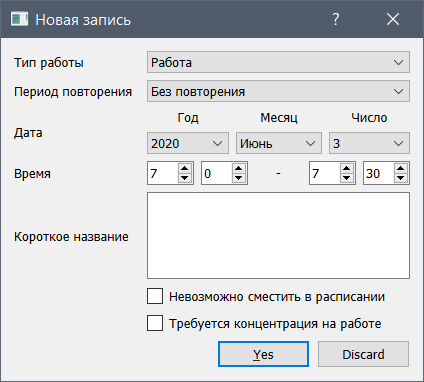 Новая запись
Тип работы Работа
Период повторения Без повторения
Год Месяц Число
Дата 2020 Июнь 3
Время 7 0 - 7 30
Короткое название
Невозможно сместить в расписании
Требуется концентрация на работе
Yes Discard